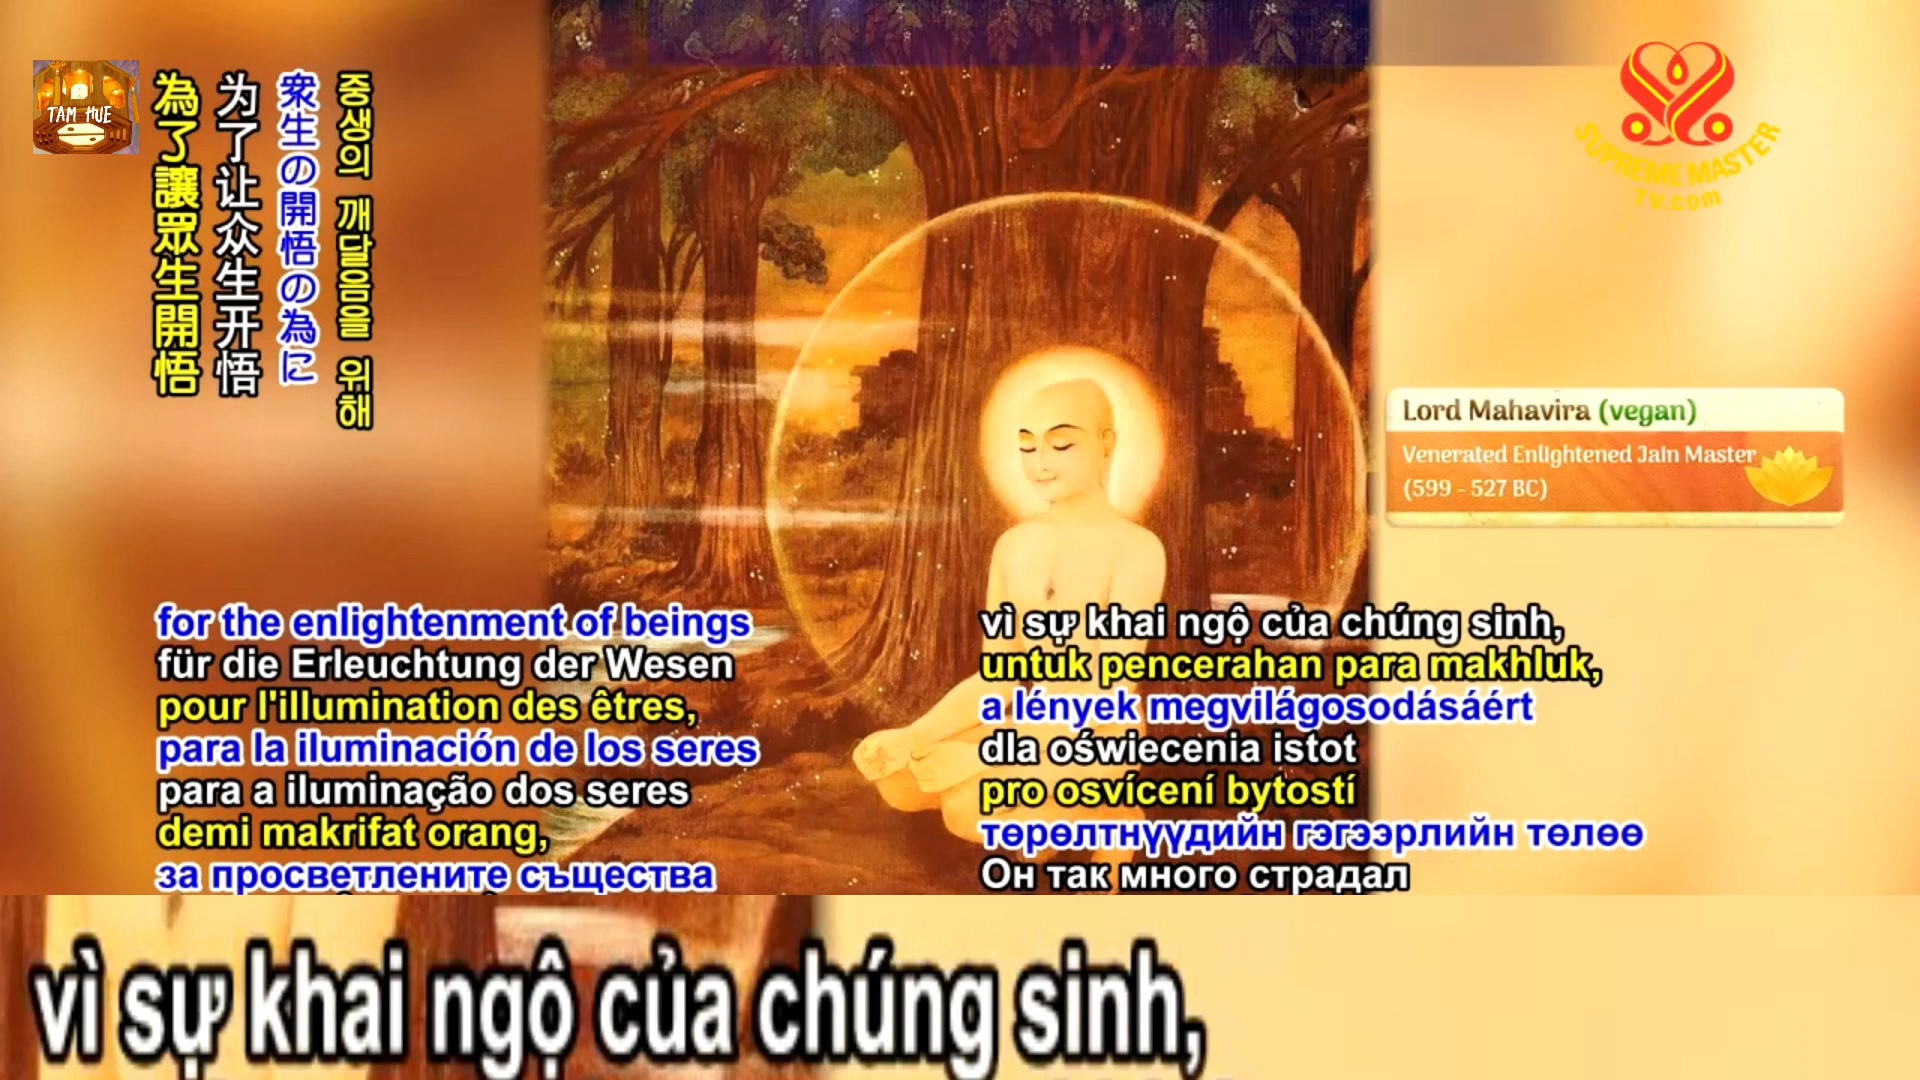 TAM HUE
為了讓眾生開悟
为了让众生开悟
衆生の開悟の為に
중생의 깨달음을 위해
SUPREME MASTER
TV.com
Lord Mahavira (vegan)
Venerated Enlightened Jain Master
(599 - 527 BC)
for the enlightenment of beings
für die Erleuchtung der Wesen
pour l'illumination des êtres,
para la iluminación de los seres
para a iluminação dos seres
demi makrifat orang,
за просветлените същества
vì sự khai ngộ của chúng sinh,
untuk pencerahan para makhluk,
a lények megvilágosodásáért
dla oświecenia istot
pro osvícení bytostí
төрөлтнүүдийн гэгээрлийн төлөө
Он так много страдал
vì sự khai ngộ của chúng sinh,